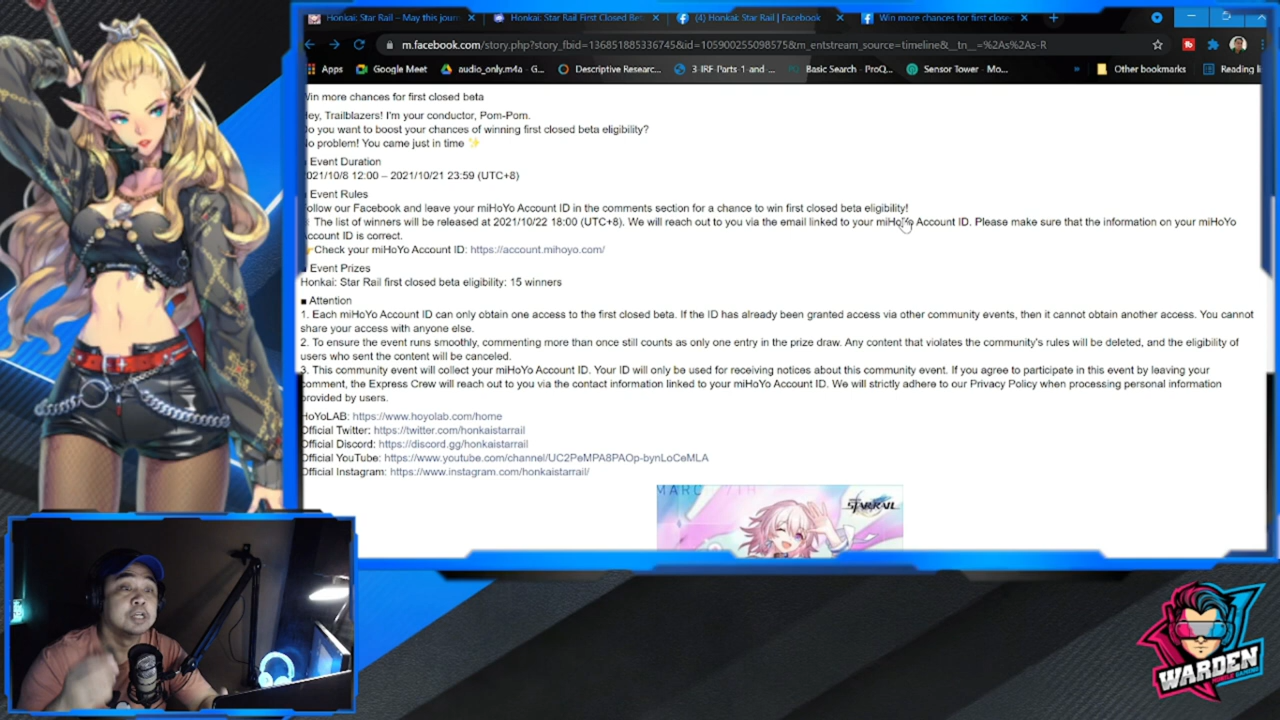 Honkai: Star Rail – May this journ
Honkai: Star Rail First Closed Bet
(4) Honkai: Star Rail | Facebook
Win more chances for first close
m.facebook.com/story.php?story_fbid=136851885336745&id=105900255098575&m_entstream_source=timeline&__tn__=%2As%2As-R
Apps Google Meet audio_only.m4a - G... Descriptive Researc... 3-IRF-Parts-1-and ... Basic Search - ProQ... Sensor Tower - Mo... » Other bookmarks Reading li
Win more chances for first closed beta
Hey, Trailblazers! I'm your conductor, Pom-Pom.
Do you want to boost your chances of winning first closed beta eligibility?
No problem! You came just in time ✨
Event Duration
2021/10/8 12:00 – 2021/10/21 23:59 (UTC+8)
Event Rules
Follow our Facebook and leave your miHoYo Account ID in the comments section for a chance to win first closed beta eligibility!
The list of winners will be released at 2021/10/22 18:00 (UTC+8). We will reach out to you via the email linked to your miHoYo Account ID. Please make sure that the information on your miHoYo
Account ID is correct.
Check your miHoYo Account ID: https://account.mihoyo.com/
■ Event Prizes
Honkai: Star Rail first closed beta eligibility: 15 winners
■ Attention
1. Each miHoYo Account ID can only obtain one access to the first closed beta. If the ID has already been granted access via other community events, then it cannot obtain another access. You cannot
share your access with anyone else.
2. To ensure the event runs smoothly, commenting more than once still counts as only one entry in the prize draw. Any content that violates the community's rules will be deleted, and the eligibility of
users who sent the content will be canceled.
3. This community event will collect your miHoYo Account ID. Your ID will only be used for receiving notices about this community event. If you agree to participate in this event by leaving your
comment, the Express Crew will reach out to you via the contact information linked to your miHoYo Account ID. We will strictly adhere to our Privacy Policy when processing personal information
provided by users.
HoYoLAB: https://www.hoyolab.com/home
Official Twitter: https://twitter.com/honkaistarrail
Official Discord: https://discord.gg/honkaistarrail
Official YouTube: https://www.youtube.com/channel/UC2PeMPA8PAOp-bynLoCeMLA
Official Instagram: https://www.instagram.com/honkaistarrail/
MARCH 7TH
STAR RAIL
WARDEN
MOBILE GAMING